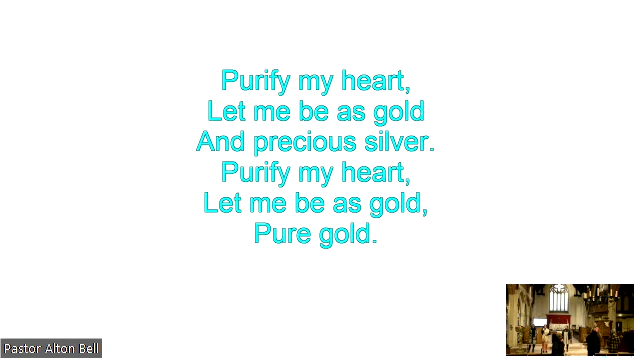 Purify my heart,
Let me be as gold
And precious silver.
Purify my heart,
Let me be as gold,
Pure gold.
Pastor Alton Bell